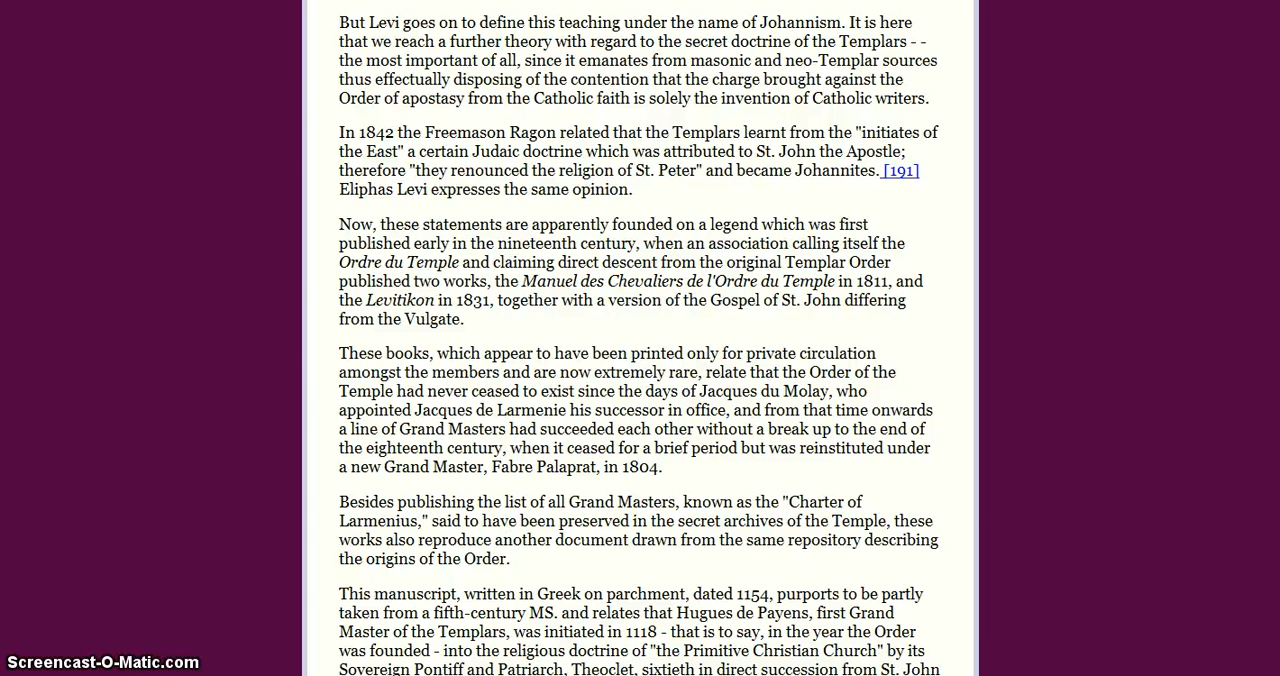 But Levi goes on to define this teaching under the name of Johannism. It is here
that we reach a further theory with regard to the secret doctrine of the Templars - -
the most important of all, since it emanates from masonic and neo-Templar sources
thus effectually disposing of the contention that the charge brought against the
Order of apostasy from the Catholic faith is solely the invention of Catholic writers.
In 1842 the Freemason Ragon related that the Templars learnt from the "initiates of
the East" a certain Judaic doctrine which was attributed to St. John the Apostle;
therefore "they renounced the religion of St. Peter" and became Johannites. [191]
Eliphas Levi expresses the same opinion.
Now, these statements are apparently founded on a legend which was first
published early in the nineteenth century, when an association calling itself the
Ordre du Temple and claiming direct descent from the original Templar Order
published two works, the Manuel des Chevaliers de l'Ordre du Temple in 1811, and
the Levitikon in 1831, together with a version of the Gospel of St. John differing
from the Vulgate.
These books, which appear to have been printed only for private circulation
amongst the members and are now extremely rare, relate that the Order of the
Temple had never ceased to exist since the days of Jacques du Molay, who
appointed Jacques de Larmenie his successor in office, and from that time onwards
a line of Grand Masters had succeeded each other without a break up to the end of
the eighteenth century, when it ceased for a brief period but was reinstituted under
a new Grand Master, Fabre Palaprat, in 1804.
Besides publishing the list of all Grand Masters, known as the "Charter of
Larmenius," said to have been preserved in the secret archives of the Temple, these
works also reproduce another document drawn from the same repository describing
the origins of the Order.
This manuscript, written in Greek on parchment, dated 1154, purports to be partly
taken from a fifth-century MS. and relates that Hugues de Payens, first Grand
Master of the Templars, was initiated in 1118 - that is to say, in the year the Order
was founded - into the religious doctrine of "the Primitive Christian Church" by its
Sovereign Pontiff and Patriarch, Theoclet, sixtieth in direct succession from St. John
Screencast-O-Matic.com